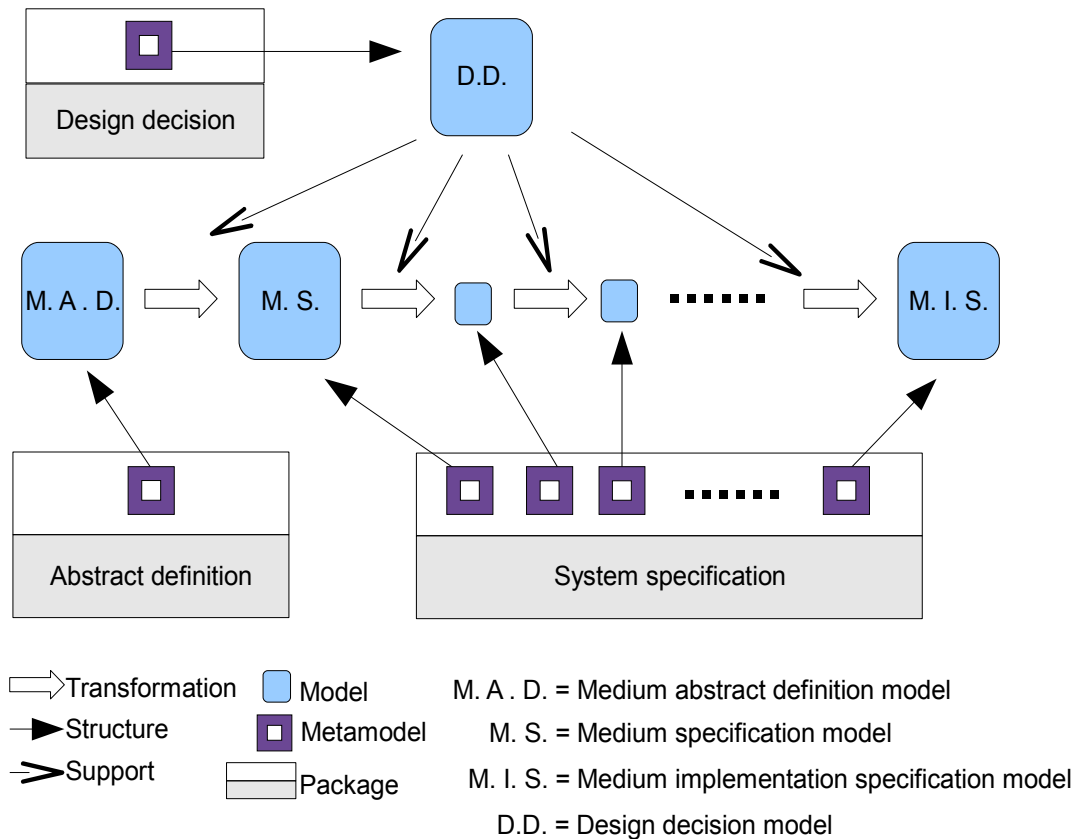 D.D.
Design decision
M. A . D.
M. S.
M. I. S.
Abstract definition
System specification
Transformation
Model
M. A . D. = Medium abstract definition model
Structure
Metamodel
M. S. = Medium specification model
Support
Package
M. I. S. = Medium implementation specification model
D.D. = Design decision model